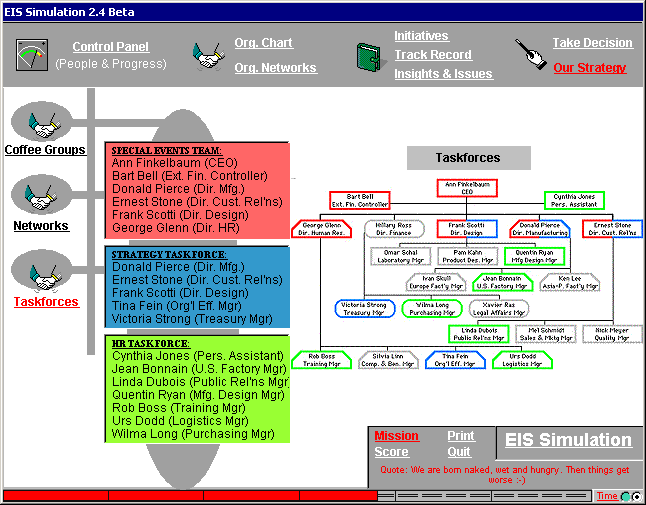 EIS Simulation 2.4 Beta
Control Panel
(People & Progress)
Org. Chart
Org. Networks
Initiatives
Track Record
Insights & Issues
Take Decision
Our Strategy
Coffee Groups
Networks
Taskforces
SPECIAL EVENTS TEAM:
Ann Finkelbaum (CEO)
Bart Bell (Ext. Fin. Controller)
Donald Pierce (Dir. Mfg.)
Ernest Stone (Dir. Cust. Rel'ns)
Frank Scotti (Dir. Design)
George Glenn (Dir. HR)
STRATEGY TASKFORCE:
Donald Pierce (Dir. Mfg.)
Ernest Stone (Dir. Cust. Rel'ns)
Frank Scotti (Dir. Design)
Tina Fein (Org'l Eff. Mgr)
Victoria Strong (Treasury Mgr)
HR TASKFORCE:
Cynthia Jones (Pers. Assistant)
Jean Bonnain (U.S. Factory Mgr)
Linda Dubois (Public Rel'ns Mgr)
Quentin Ryan (Mfg. Design Mgr)
Rob Boss (Training Mgr)
Urs Dodd (Logistics Mgr)
Wilma Long (Purchasing Mgr)
Taskforces
Ann Finkelbaum
CEO
Bart Bell
Ext. Fin. Controller
Cynthia Jones
Pers. Assistant
George Glenn
Dir. Human Res.
Hillary Ross
Dir. Finance
Frank Scotti
Dir. Design
Donald Pierce
Dir. Manufacturing
Ernest Stone
Dir. Cust. Rel'ns
Omar Schal
Laboratory Mgr
Pam Kahn
Product Dev. Mgr
Quentin Ryan
Mfg Design Mgr
Ivan Skull
Europe Fact'y Mgr
Jean Bonnain
U.S. Factory Mgr
Ken Lee
Asia+P. Fact'y Mgr
Victoria Strong
Treasury Mgr
Wilma Long
Purchasing Mgr
Xavier Ras
Legal Affairs Mgr
Linda Dubois
Public Rel'ns Mgr
Mel Schmidt
Sales & Mktg Mgr
Nick Meyer
Quality Mgr
Rob Boss
Training Mgr
Silvia Linn
Comp. & Ben. Mgr
Tina Fein
Org'l Eff. Mgr
Urs Dodd
Logistics Mgr
Mission
Print
Score
Quit
EIS Simulation
Quote: We are born naked, wet and hungry. Then things get
worse :-)
Time